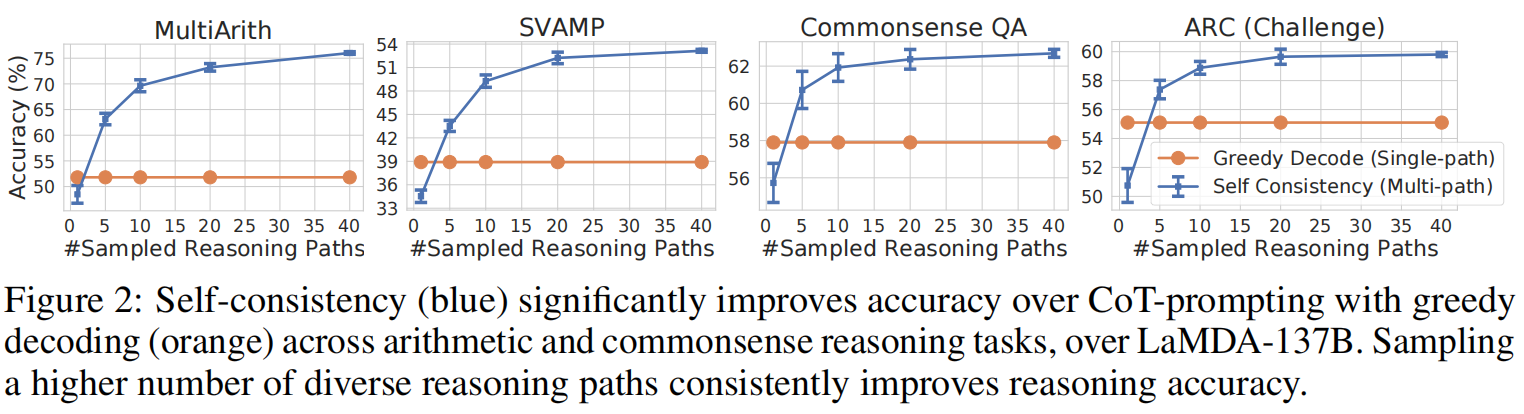 MultiArith
SVAMP
Commonsense QA
ARC (Challenge)
Accuracy (%)
75
70
65
60
55
50
0 5 10 15 20 25 30 35 40
#Sampled Reasoning Paths
54
51
48
45
42
39
36
33
0 5 10 15 20 25 30 35 40
#Sampled Reasoning Paths
62
60
58
56
0 5 10 15 20 25 30 35 40
#Sampled Reasoning Paths
60
58
56
54
52
50
0 5 10 15 20 25 30 35 40
#Sampled Reasoning Paths
Greedy Decode (Single-path)
Self Consistency (Multi-path)
Figure 2: Self-consistency (blue) significantly improves accuracy over CoT-prompting with greedy
decoding (orange) across arithmetic and commonsense reasoning tasks, over LaMDA-137B. Sampling
a higher number of diverse reasoning paths consistently improves reasoning accuracy.